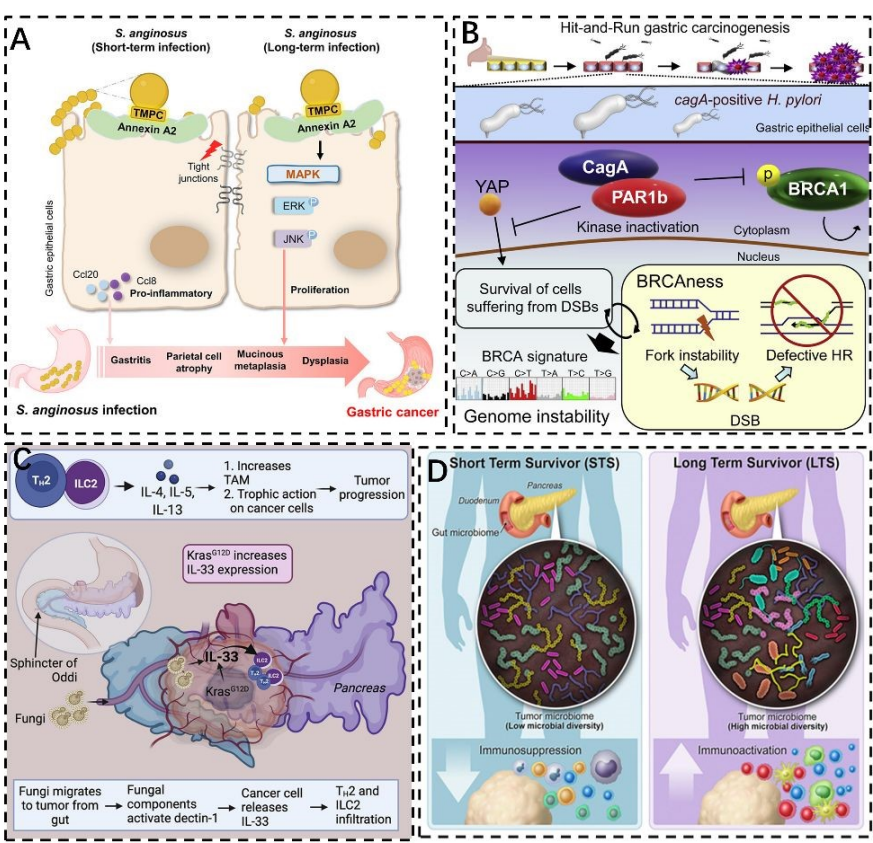 A
S. anginosus
(Short-term infection)
S. anginosus
(Long-term infection)
TMPC
Annexin A2
TMPC
Annexin A2
Tight
junctions
MAPK
ERK P
JNK P
Gastric epithelial cells
Ccl20
Ccl8
Pro-inflammatory
Proliferation
Gastritis
Parietal cell
atrophy
Mucinous
metaplasia
Dysplasia
S. anginosus infection
Gastric cancer
B
Hit-and-Run gastric carcinogenesis
cagA-positive H. pylori
Gastric epithelial cells
CagA
PAR1b
YAP
p
BRCA1
Kinase inactivation
Cytoplasm
Nucleus
Survival of cells
suffering from DSBs
BRCAness
Fork instability
Defective HR
DSB
BRCA signature
C>A C>G C>T T>A T>C T>G
Genome instability
C
TH2
ILC2
IL-4, IL-5,
IL-13
1. Increases
TAM
2. Trophic action
on cancer cells
Tumor
progression
KrasG12D increases
IL-33 expression
Sphincter of
Oddi
Fungi
IL-33
ILC2
TH2
ILC2
TH2
KrasG12D
Pancreas
Fungi migrates
to tumor from
gut
Fungal
components
activate dectin-1
Cancer cell
releases
IL-33
TH2 and
ILC2
infiltration
D
Short Term Survivor (STS)
Pancreas
Duodenum
Gut microbiome
Tumor microbiome
(Low microbial diversity)
Immunosuppression
Long Term Survivor (LTS)
Tumor microbiome
(High microbial diversity)
Immunoactivation